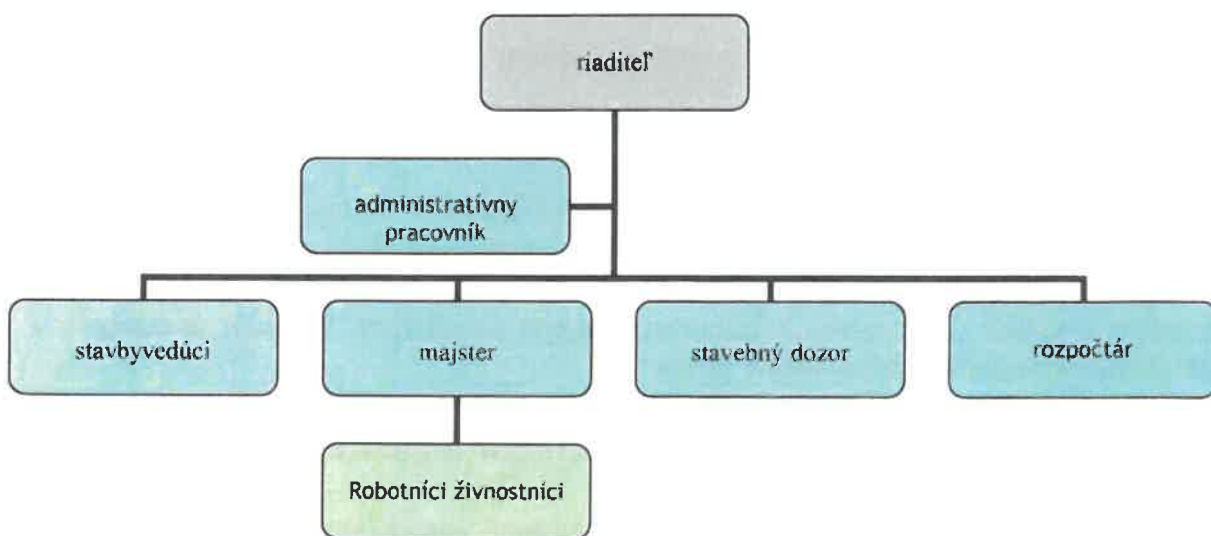 riaditeľ
administratívny
pracovník
stavbyvedúci
majster
stavebný dozor
rozpočtár
Robotníci živnostníci